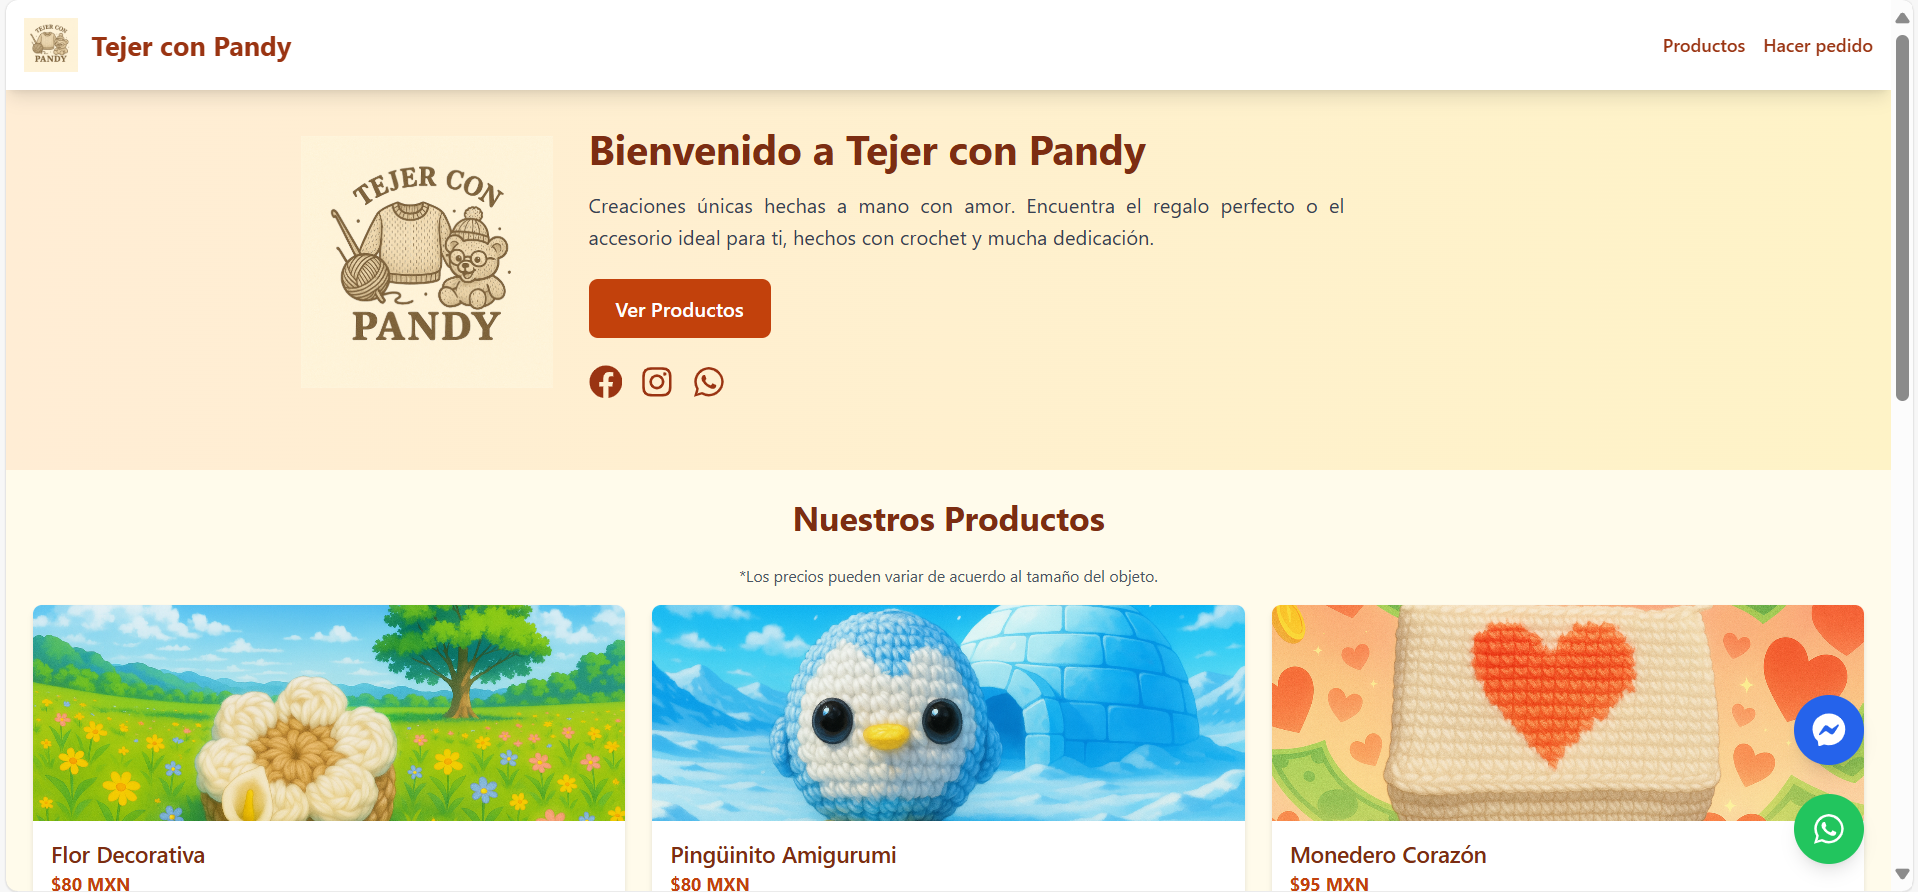 TEJER CON
PANDY
Tejer con Pandy
Productos
Hacer pedido
TEJER CON
PANDY
Bienvenido a Tejer con Pandy
Creaciones únicas hechas a mano con amor. Encuentra el regalo perfecto o el
accesorio ideal para ti, hechos con crochet y mucha dedicación.
Ver Productos
Nuestros Productos
*Los precios pueden variar de acuerdo al tamaño del objeto.
Flor Decorativa
$80 MXN
Pingüinito Amigurumi
$80 MXN
Monedero Corazón
$95 MXN